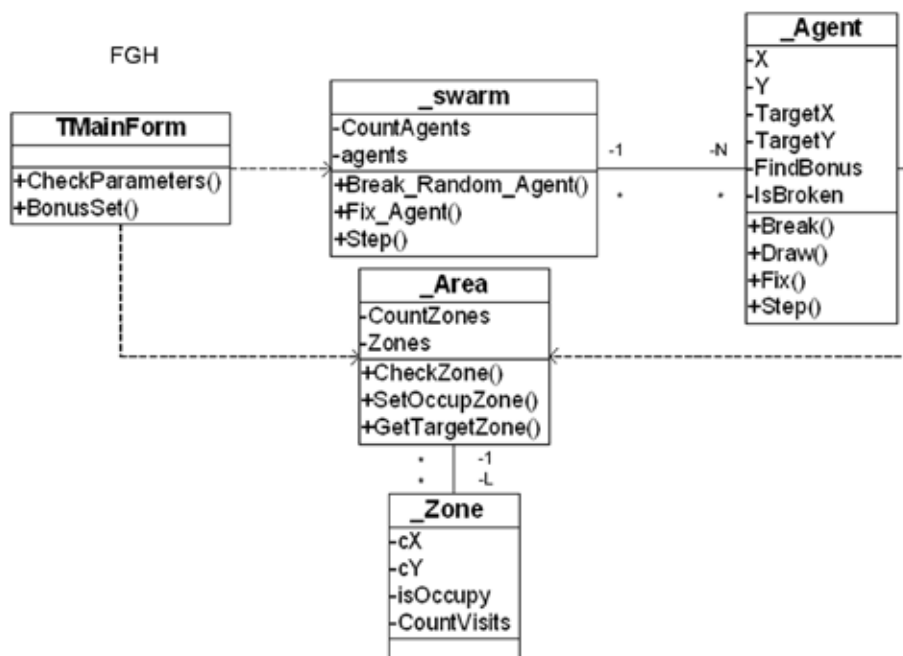 FGH
TMainForm
+CheckParameters()
+BonusSet()
_swarm
-CountAgents
-agents
+Break_Random_Agent()
+Fix_Agent()
+Step()
-1 -N
* *
_Agent
-X
-Y
-TargetX
-TargetY
-FindBonus
-IsBroken
+Break()
+Draw()
+Fix()
+Step()
_Area
-CountZones
-Zones
+CheckZone()
+SetOccupZone()
+GetTargetZone()
* -1
* -L
_Zone
-cX
-cY
-isOccupy
-CountVisits